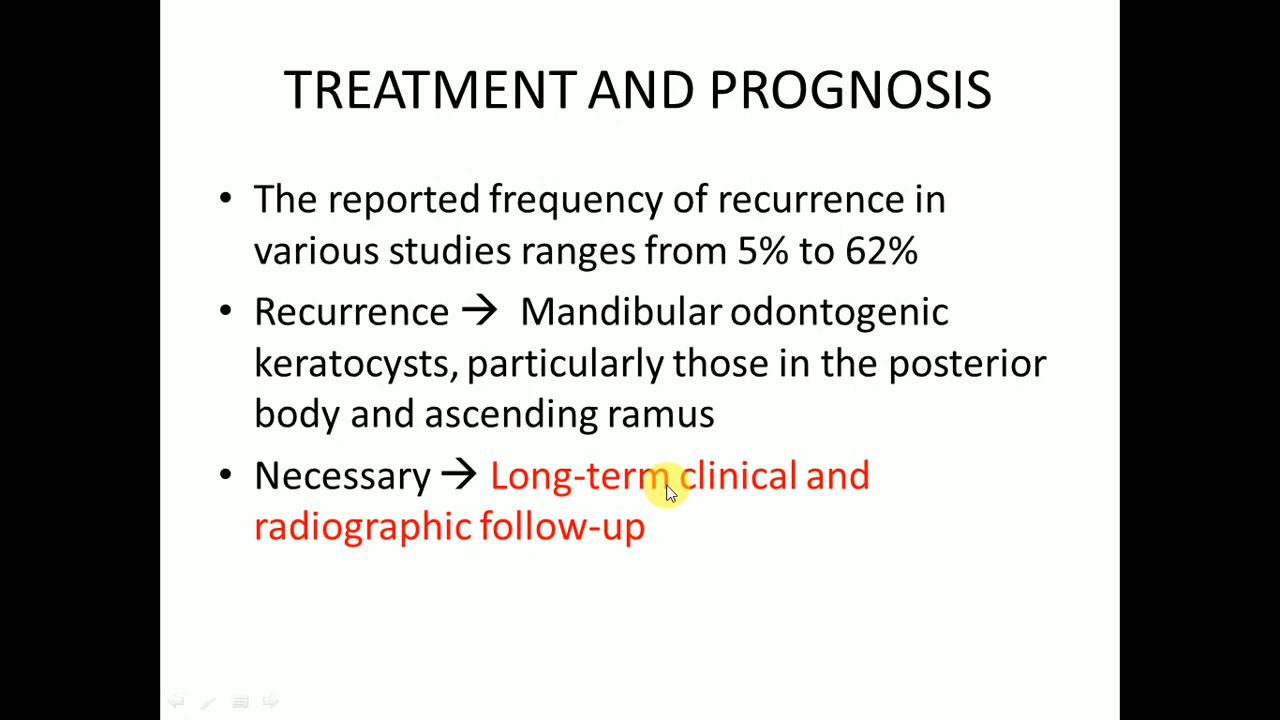 TREATMENT AND PROGNOSIS
• The reported frequency of recurrence in
various studies ranges from 5% to 62%
• Recurrence → Mandibular odontogenic
keratocysts, particularly those in the posterior
body and ascending ramus
• Necessary → Long-term clinical and
radiographic follow-up